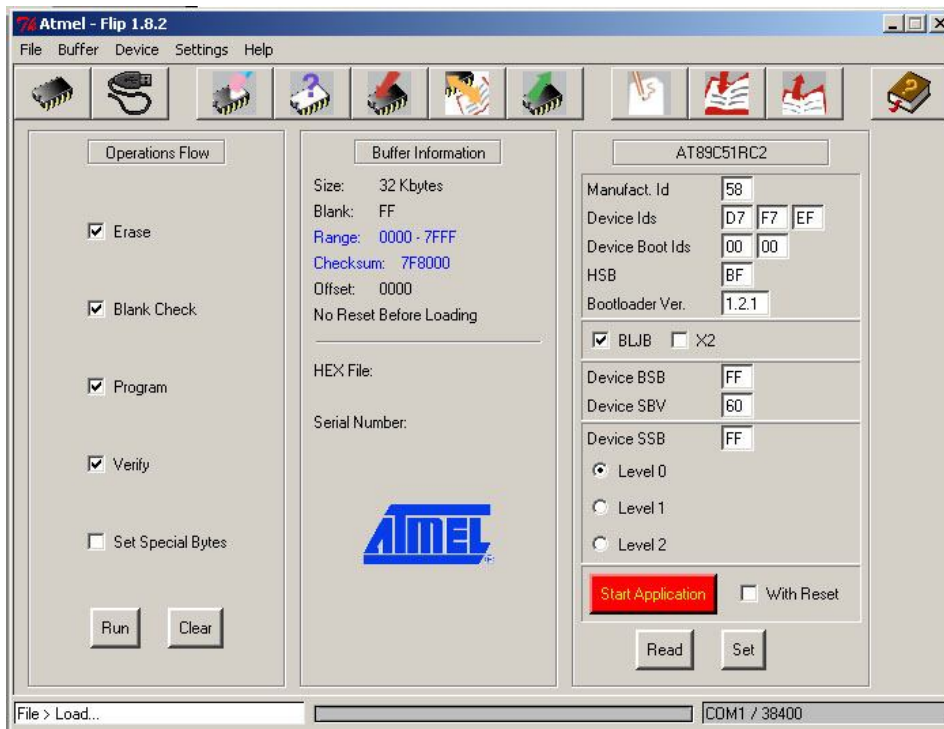 Atmel - Flip 1.8.2
File Buffer Device Settings Help
Operations Flow
Erase
Blank Check
Program
Verify
Set Special Bytes
Run Clear
Buffer Information
Size: 32 Kbytes
Blank: FF
Range: 0000 - 7FFF
Checksum: 7F8000
Offset: 0000
No Reset Before Loading
HEX File:
Serial Number:
ATMEL
AT89C51RC2
Manufact. Id 58
Device Ids D7 F7 EF
Device Boot Ids 00 00
HSB BF
Bootloader Ver. 1.2.1
BLJB X2
Device BSB FF
Device SBV 60
Device SSB FF
Level 0
Level 1
Level 2
Start Application With Reset
Read Set
File > Load...
COM1 / 38400